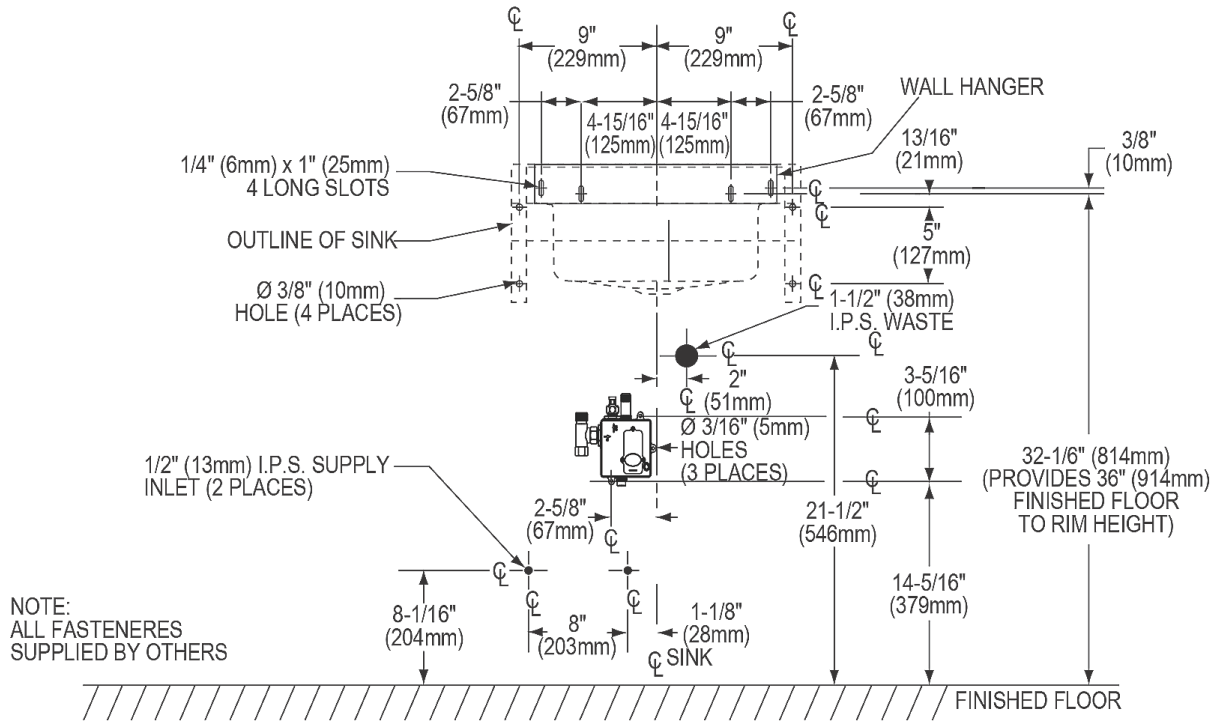 ℄
9"
(229mm)
9"
(229mm)
℄
2-5/8"
(67mm)
4-15/16"
(125mm)
4-15/16"
(125mm)
2-5/8"
(67mm)
WALL HANGER
13/16"
(21mm)
3/8"
(10mm)
1/4" (6mm) x 1" (25mm)
4 LONG SLOTS
℄
℄
OUTLINE OF SINK
5"
(127mm)
Ø 3/8" (10mm)
HOLE (4 PLACES)
℄
1-1/2" (38mm)
I.P.S. WASTE
℄
℄
2"
(51mm)
℄
3-5/16"
(100mm)
℄
Ø 3/16" (5mm)
HOLES
(3 PLACES)
32-1/6" (814mm)
(PROVIDES 36" (914mm)
FINISHED FLOOR
TO RIM HEIGHT)
1/2" (13mm) I.P.S. SUPPLY
INLET (2 PLACES)
℄
2-5/8"
(67mm)
℄
21-1/2"
(546mm)
℄
℄
℄
14-5/16"
(379mm)
NOTE:
ALL FASTENERES
SUPPLIED BY OTHERS
8-1/16"
(204mm)
8"
(203mm)
1-1/8"
(28mm)
℄ SINK
FINISHED FLOOR